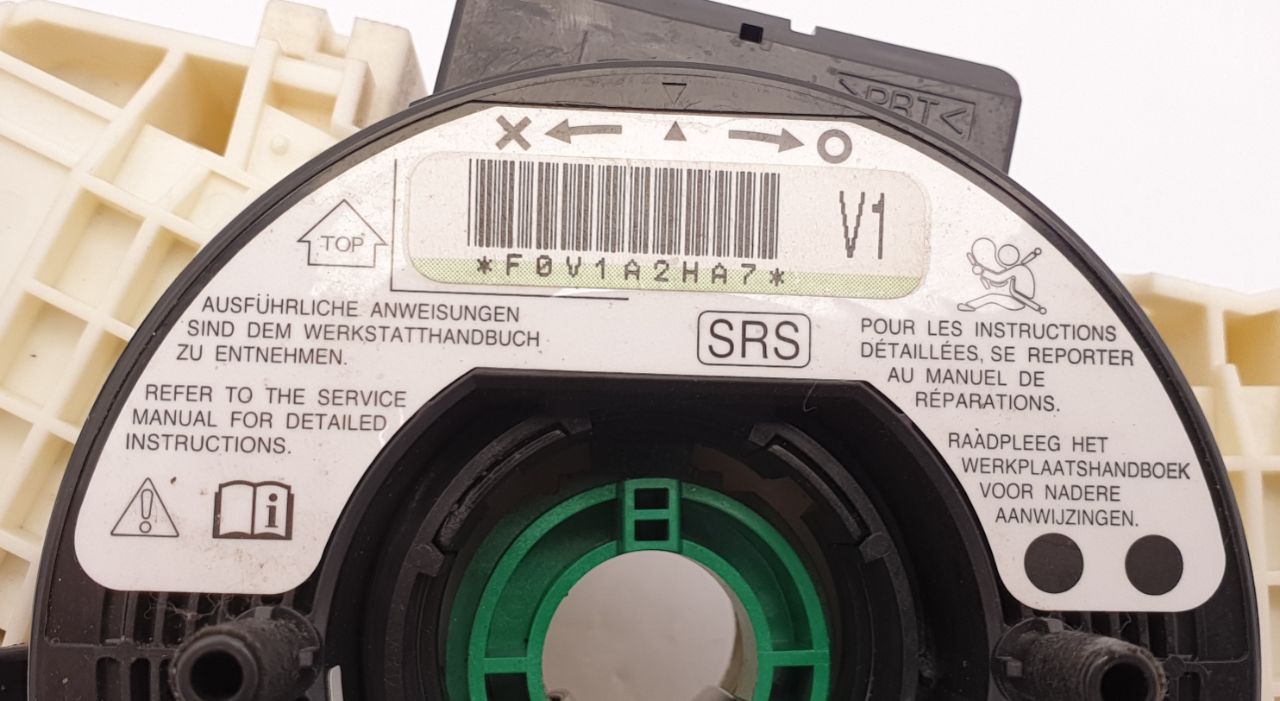 >PBT<
X O
V1
*F0V1A2HA7*
TOP
SRS
AUSFÜHRLICHE ANWEISUNGEN
SIND DEM WERKSTATTHANDBUCH
ZU ENTNEHMEN.
REFER TO THE SERVICE
MANUAL FOR DETAILED
INSTRUCTIONS.
i
POUR LES INSTRUCTIONS
DÉTAILLÉES, SE REPORTER
AU MANUEL DE
RÉPARATIONS.
RAADPLEEG HET
WERKPLAATSHANDBOEK
VOOR NADERE
AANWIJZINGEN.